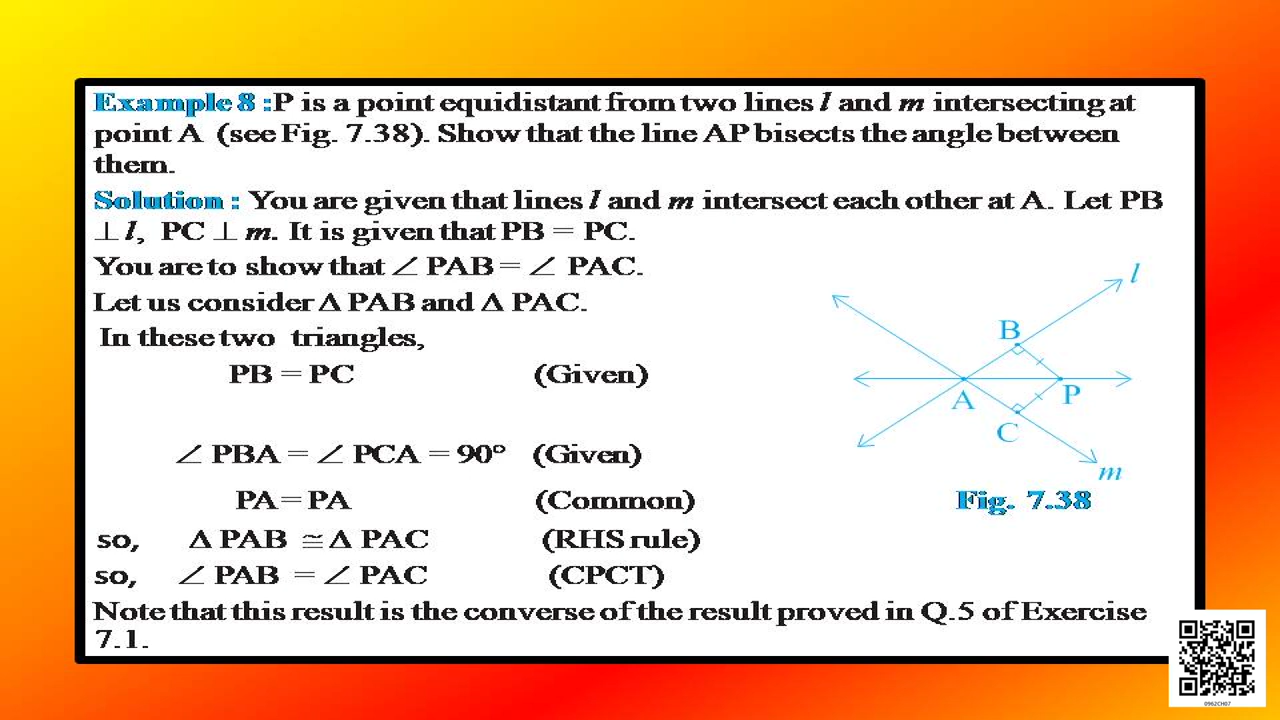 Example 8 :P is a point equidistant from two lines l and m intersecting at
point A (see Fig. 7.38). Show that the line AP bisects the angle between
them.
Solution : You are given that lines l and m intersect each other at A. Let PB
⊥ l, PC ⊥ m. It is given that PB = PC.
You are to show that ∠ PAB = ∠ PAC.
Let us consider Δ PAB and Δ PAC.
In these two triangles,
PB = PC (Given)
∠ PBA = ∠ PCA = 90° (Given)
PA = PA (Common)
so, Δ PAB ≅ Δ PAC (RHS rule)
so, ∠ PAB = ∠ PAC (CPCT)
Note that this result is the converse of the result proved in Q.5 of Exercise
7.1.
l
B
A
P
C
m
Fig. 7.38
0962CH07